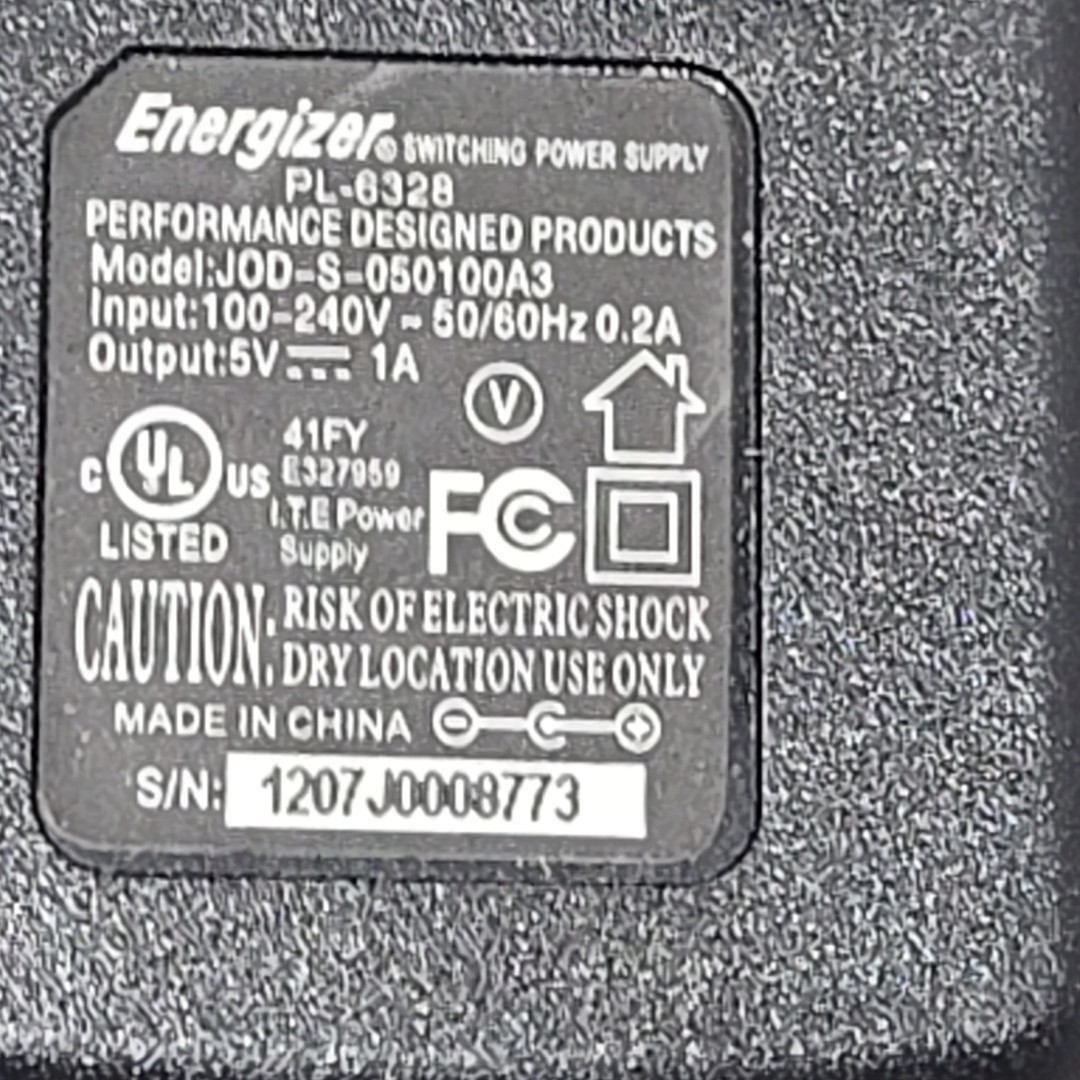 Energizer® SWITCHING POWER SUPPLY
PL-6328
PERFORMANCE DESIGNED PRODUCTS
Model:JOD-S-050100A3
Input:100-240V ~ 50/60Hz 0.2A
Output:5V 1A
V
C UL US
LISTED
41FY
E327959
I.T.E Power
Supply
FC
CAUTION: RISK OF ELECTRIC SHOCK
DRY LOCATION USE ONLY
MADE IN CHINA
S/N: 1207J0008773